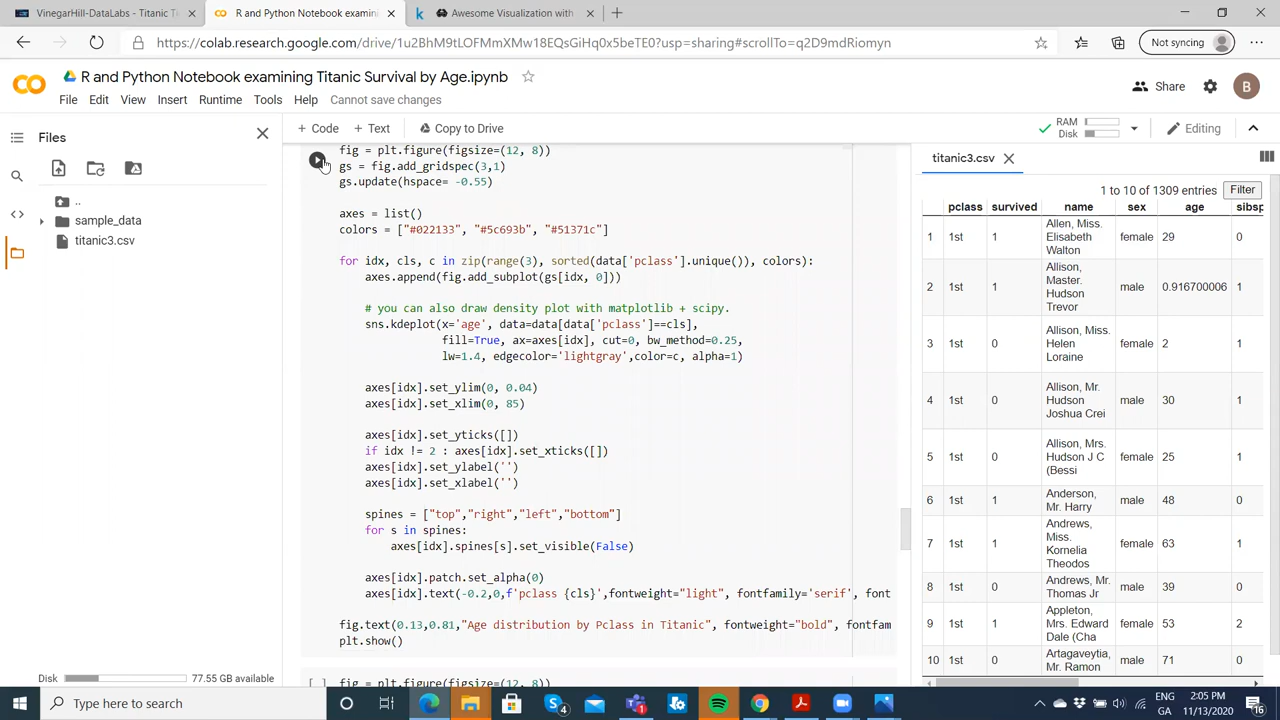 VinegarHill-DataLabs - Titanic T
R and Python Notebook examini
Awesome Visualization with
https://colab.research.google.com/drive/1u2BhM9tLOFMmXMw18EQsGiHq0x5beTE0?usp=sharing#scrollTo=q2D9mdRiomyn
Not syncing
R and Python Notebook examining Titanic Survival by Age.ipynb
Share
B
File Edit View Insert Runtime Tools Help Cannot save changes
Files
+ Code + Text Copy to Drive
RAM
Disk
Editing
..
sample_data
titanic3.csv
fig = plt.figure(figsize=(12, 8))
gs = fig.add_gridspec(3,1)
gs.update(hspace= -0.55)
axes = list()
colors = ["#022133", "#5c693b", "#51371c"]
for idx, cls, c in zip(range(3), sorted(data['pclass'].unique()), colors):
axes.append(fig.add_subplot(gs[idx, 0]))
# you can also draw density plot with matplotlib + scipy.
sns.kdeplot(x='age', data=data[data['pclass']==cls],
fill=True, ax=axes[idx], cut=0, bw_method=0.25,
lw=1.4, edgecolor='lightgray',color=c, alpha=1)
axes[idx].set_ylim(0, 0.04)
axes[idx].set_xlim(0, 85)
axes[idx].set_yticks([])
if idx != 2 : axes[idx].set_xticks([])
axes[idx].set_ylabel('')
axes[idx].set_xlabel('')
spines = ["top","right","left","bottom"]
for s in spines:
axes[idx].spines[s].set_visible(False)
axes[idx].patch.set_alpha(0)
axes[idx].text(-0.2,0,f'pclass {cls}',fontweight="light", fontfamily='serif', font
fig.text(0.13,0.81,"Age distribution by Pclass in Titanic", fontweight="bold", fontfam
plt.show()
[ ] fig = plt.figure(figsize=(12, 8))
titanic3.csv
1 to 10 of 1309 entries Filter
pclass survived name sex age sibsp
1 1st 1 Allen, Miss. Elisabeth Walton female 29 0
2 1st 1 Allison, Master. Hudson Trevor male 0.916700006 1
3 1st 0 Allison, Miss. Helen Loraine female 2 1
4 1st 0 Allison, Mr. Hudson Joshua Crei male 30 1
5 1st 0 Allison, Mrs. Hudson J C (Bessi female 25 1
6 1st 1 Anderson, Mr. Harry male 48 0
7 1st 1 Andrews, Miss. Kornelia Theodos female 63 1
8 1st 0 Andrews, Mr. Thomas Jr male 39 0
9 1st 1 Appleton, Mrs. Edward Dale (Cha female 53 2
10 1st 0 Artagaveytia, Mr. Ramon male 71 0
Disk 77.55 GB available
Type here to search
ENG
GA
2:05 PM
11/13/2020